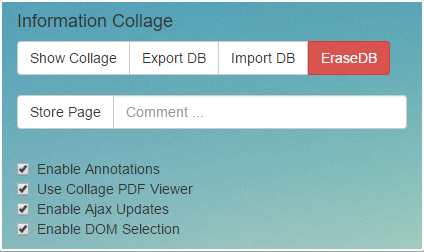 Information Collage
Show Collage Export DB Import DB EraseDB
Store Page Comment ...
Enable Annotations
Use Collage PDF Viewer
Enable Ajax Updates
Enable DOM Selection